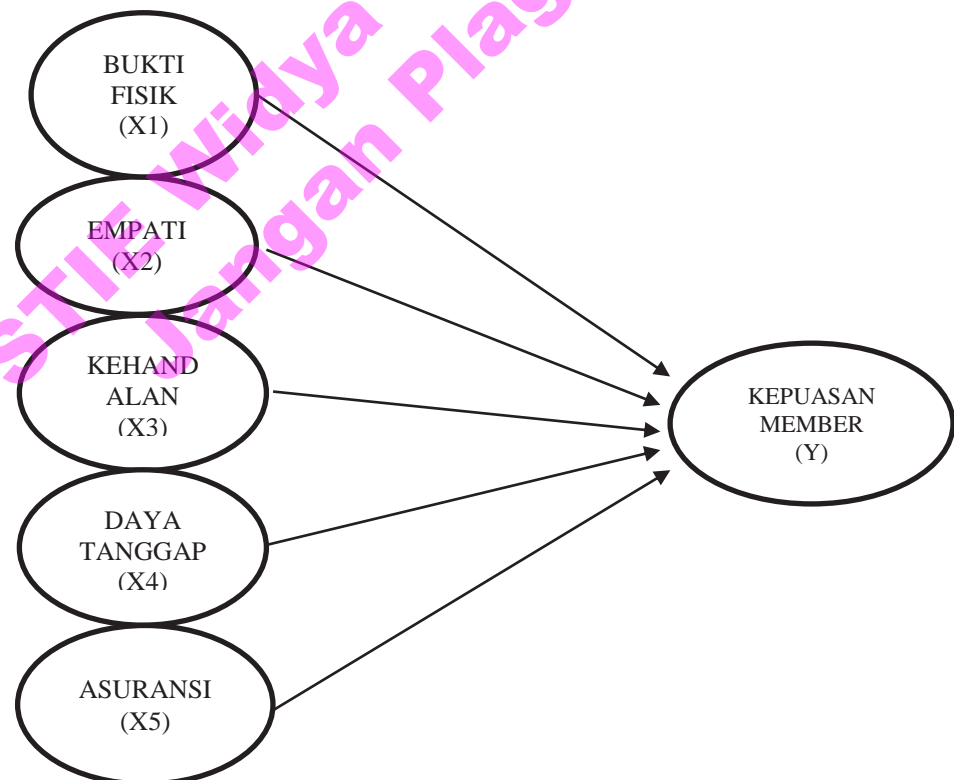 BUKTI
FISIK
(X1)
EMPATI
(X2)
KEHAND
ALAN
(X3)
DAYA
TANGGAP
(X4)
ASURANSI
(X5)
KEPUASAN
MEMBER
(Y)
STIE Widya
Jangan Plag